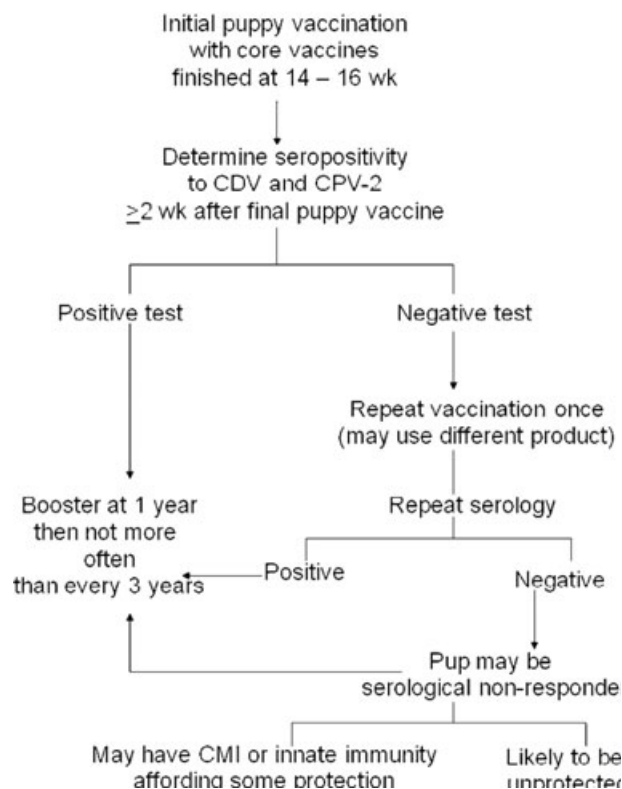 Initial puppy vaccination
with core vaccines
finished at 14 – 16 wk
Determine seropositivity
to CDV and CPV-2
≥2 wk after final puppy vaccine
Positive test
Negative test
Repeat vaccination once
(may use different product)
Booster at 1 year
then not more
often
than every 3 years
Repeat serology
Positive
Negative
Pup may be
serological non-responde
May have CMI or innate immunity
affording some protection
Likely to be
unprotected